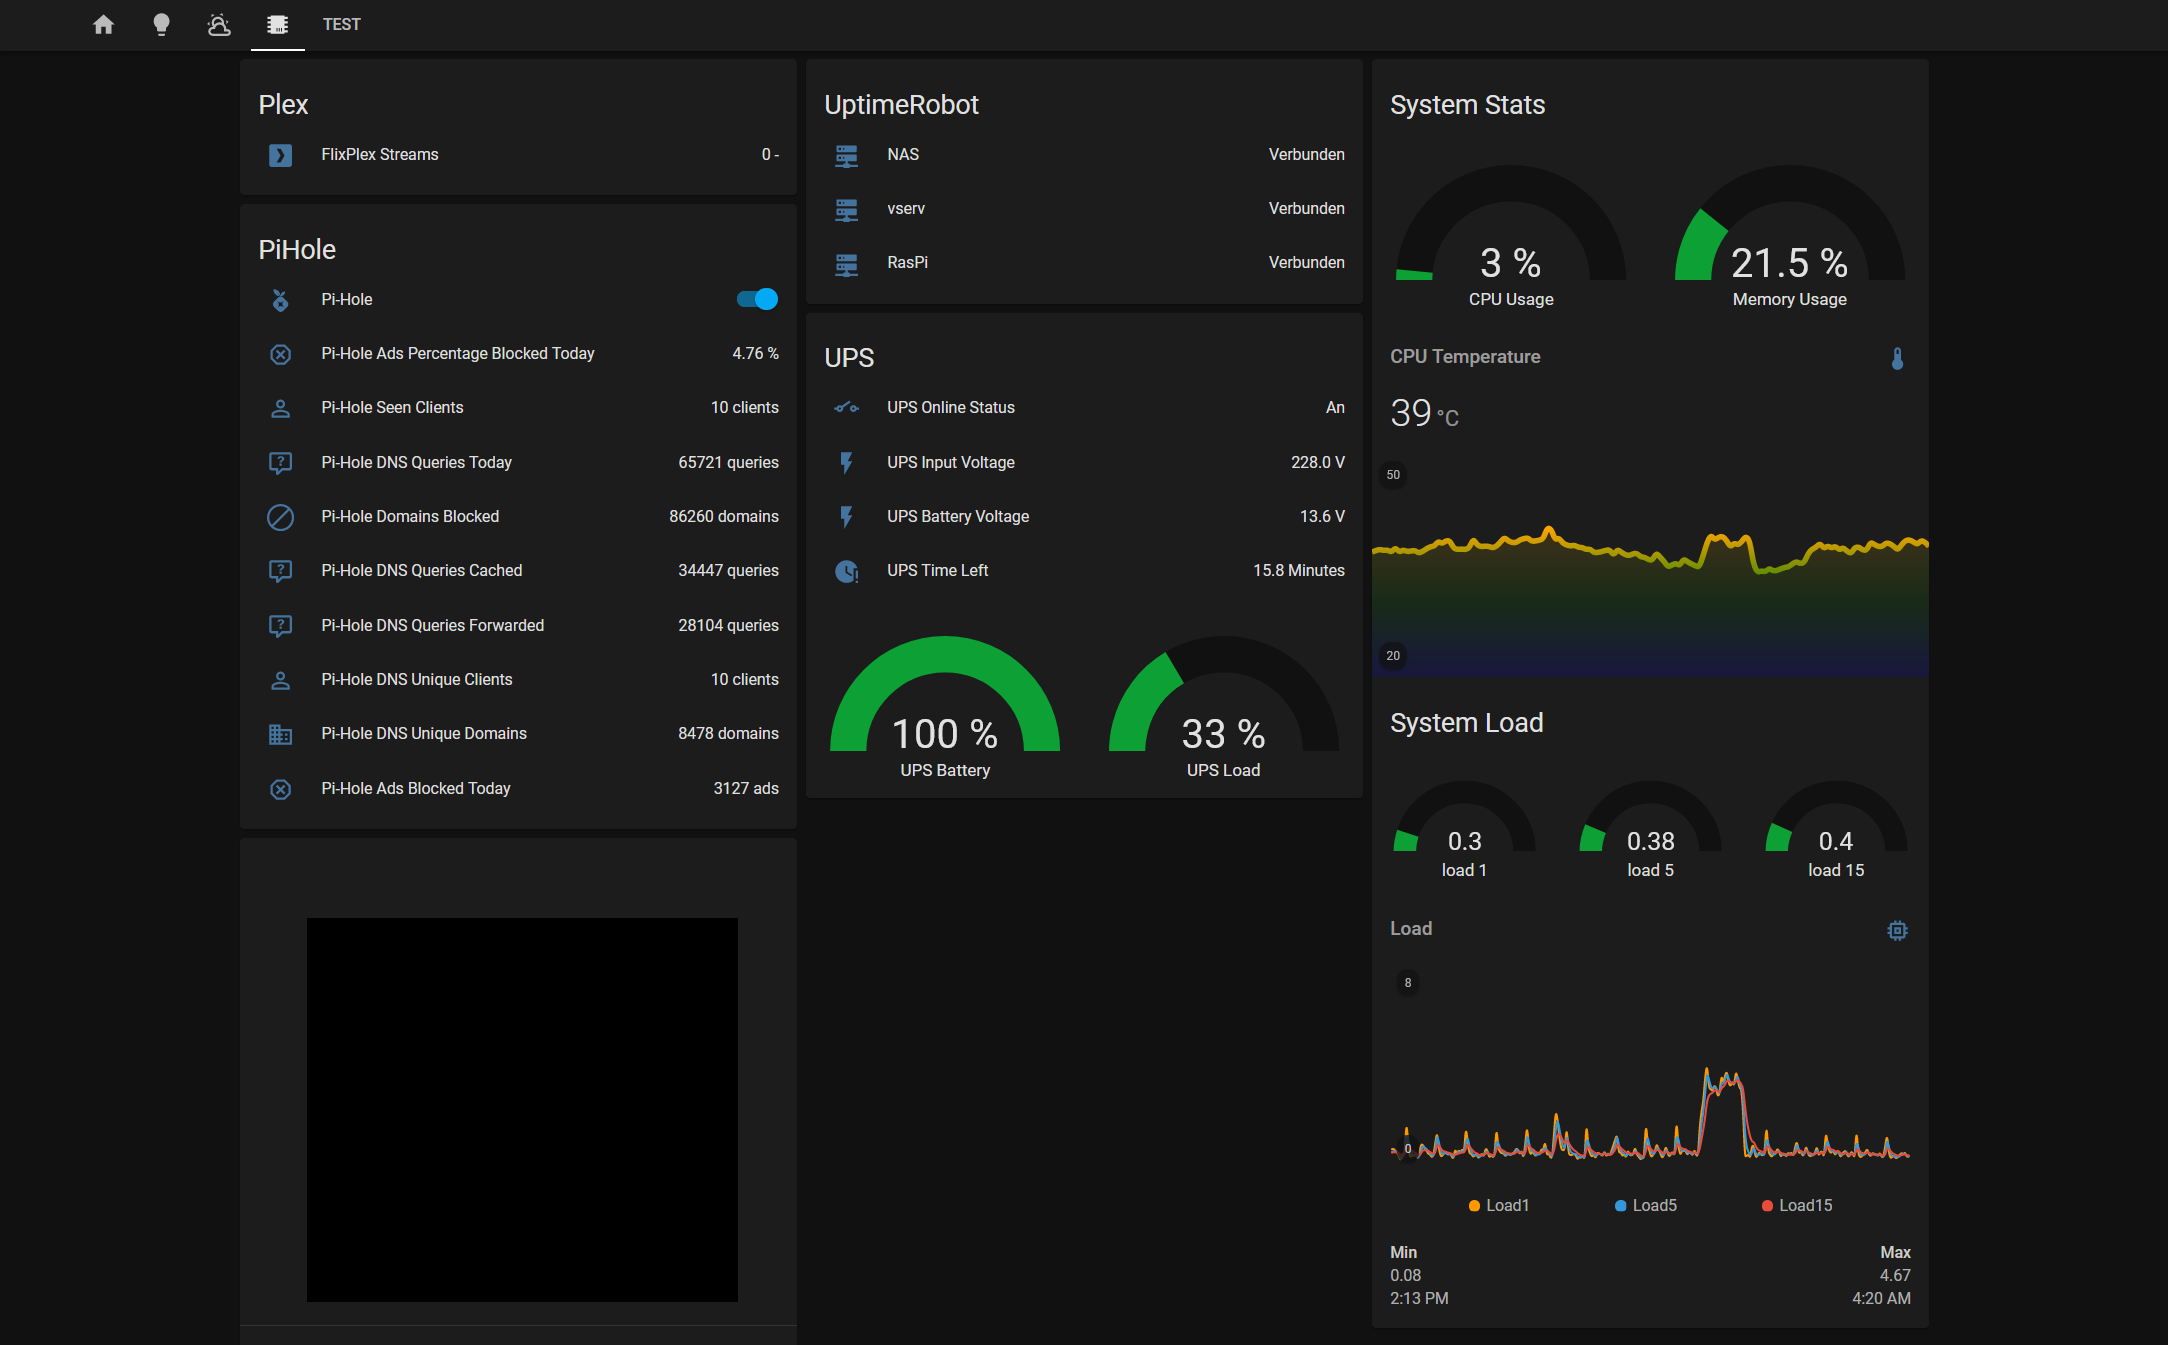 TEST
Plex
FlixPlex Streams 0 -
PiHole
Pi-Hole
Pi-Hole Ads Percentage Blocked Today 4.76 %
Pi-Hole Seen Clients 10 clients
Pi-Hole DNS Queries Today 65721 queries
Pi-Hole Domains Blocked 86260 domains
Pi-Hole DNS Queries Cached 34447 queries
Pi-Hole DNS Queries Forwarded 28104 queries
Pi-Hole DNS Unique Clients 10 clients
Pi-Hole DNS Unique Domains 8478 domains
Pi-Hole Ads Blocked Today 3127 ads
UptimeRobot
NAS Verbunden
vserv Verbunden
RasPi Verbunden
UPS
UPS Online Status An
UPS Input Voltage 228.0 V
UPS Battery Voltage 13.6 V
UPS Time Left 15.8 Minutes
100 % 33 %
UPS Battery UPS Load
System Stats
3 % 21.5 %
CPU Usage Memory Usage
CPU Temperature
39 °C
50
20
System Load
0.3 0.38 0.4
load 1 load 5 load 15
Load
8
0
Load1 Load5 Load15
Min Max
0.08 4.67
2:13 PM 4:20 AM